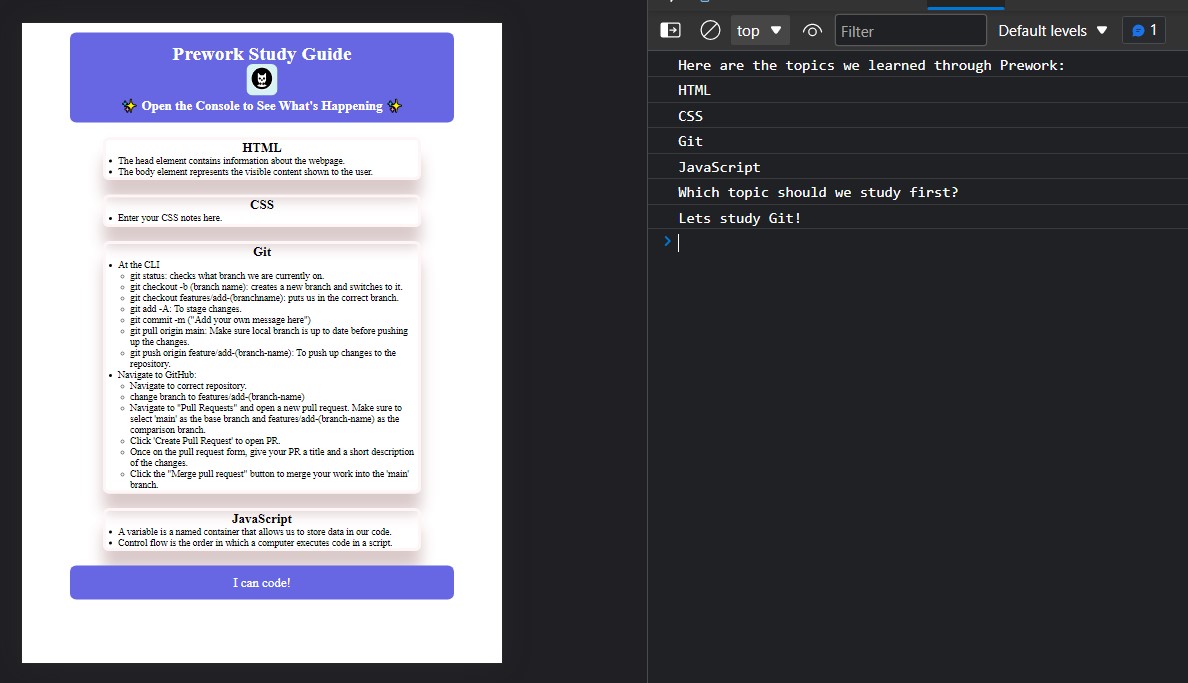 Prework Study Guide
✨ Open the Console to See What's Happening ✨
HTML
The head element contains information about the webpage.
The body element represents the visible content shown to the user.
CSS
Enter your CSS notes here.
Git
At the CLI
git status: checks what branch we are currently on.
git checkout -b (branch name): creates a new branch and switches to it.
git checkout features/add-(branchname): puts us in the correct branch.
git add -A: To stage changes.
git commit -m ("Add your own message here")
git pull origin main: Make sure local branch is up to date before pushing
up the changes.
git push origin feature/add-(branch-name): To push up changes to the
repository.
Navigate to GitHub:
Navigate to correct repository.
change branch to features/add-(branch-name)
Navigate to "Pull Requests" and open a new pull request. Make sure to
select 'main' as the base branch and features/add-(branch-name) as the
comparison branch.
Click 'Create Pull Request' to open PR.
Once on the pull request form, give your PR a title and a short description
of the changes.
Click the "Merge pull request" button to merge your work into the 'main'
branch.
JavaScript
A variable is a named container that allows us to store data in our code.
Control flow is the order in which a computer executes code in a script.
I can code!
top
Filter
Default levels
1
Here are the topics we learned through Prework:
HTML
CSS
Git
JavaScript
Which topic should we study first?
Lets study Git!